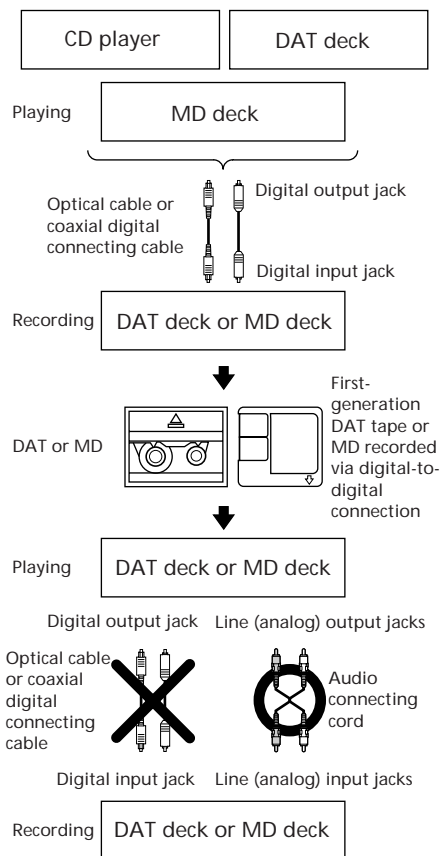 CD player
DAT deck
Playing
MD deck
Optical cable or
coaxial digital
connecting cable
Digital output jack
Digital input jack
Recording
DAT deck or MD deck
DAT or MD
First-
generation
DAT tape or
MD recorded
via digital-to-
digital
connection
Playing
DAT deck or MD deck
Digital output jack
Line (analog) output jacks
Optical cable
or coaxial
digital
connecting
cable
Audio
connecting
cord
Digital input jack
Line (analog) input jacks
Recording
DAT deck or MD deck